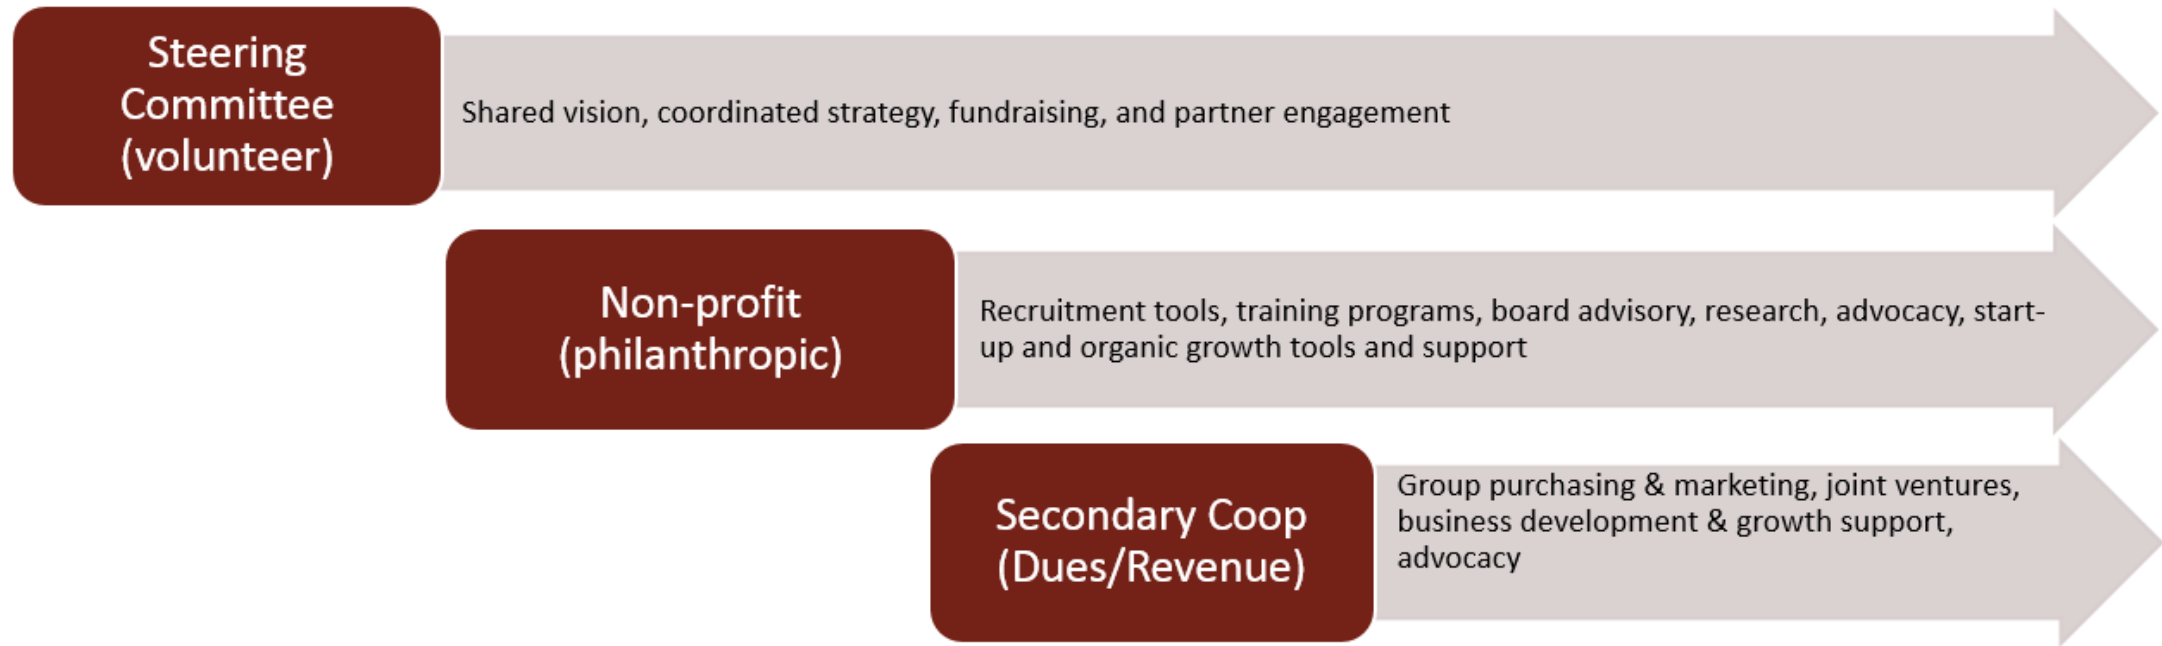 Steering
Committee
(volunteer)
Shared vision, coordinated strategy, fundraising, and partner engagement
Non-profit
(philanthropic)
Recruitment tools, training programs, board advisory, research, advocacy, start-
up and organic growth tools and support
Secondary Coop
(Dues/Revenue)
Group purchasing & marketing, joint ventures,
business development & growth support,
advocacy